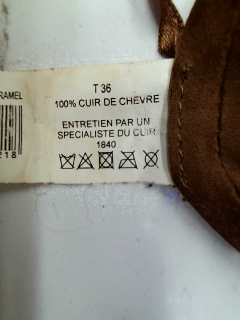 RAMEL
T 36
100% CUIR DE CHEVRE
ENTRETIEN PAR UN
SPECIALISTE DU CUIR
1840
218